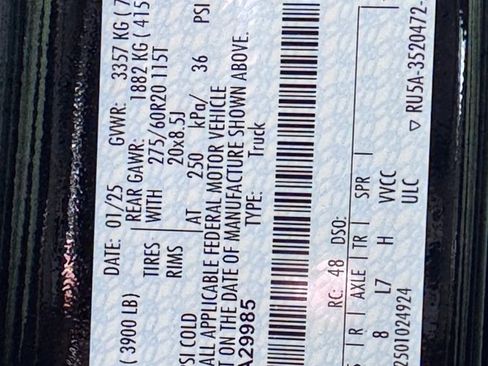 DATE: 01/25 GVWR: 3357 KG (7
( 3900 LB) REAR GAWR: 1882 KG ( 415
TIRES WITH 275/60R20 115T
RIMS 20x8.5J
SI COLD AT 250 kPa/ 36 PSI
ALL APPLICABLE FEDERAL MOTOR VEHICLE
T ON THE DATE OF MANUFACTURE SHOWN ABOVE.
A29985 TYPE: Truck
RC: 48 DSO:
R AXLE TR SPR
8 L7 H VVCC
2501024924 ULC
▽ RU5A-3520472-